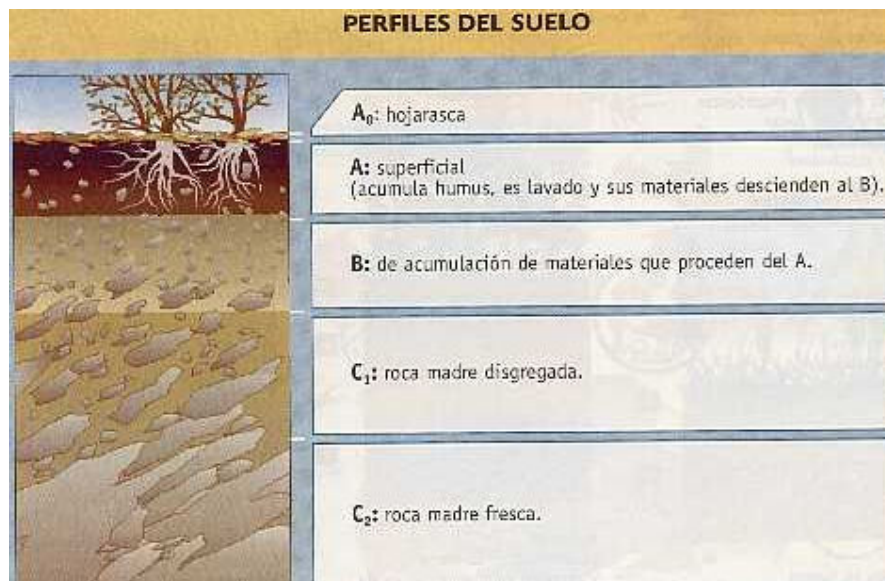 PERFILES DEL SUELO
A₀: hojarasca
A: superficial
(acumula humus, es lavado y sus materiales descienden al B).
B: de acumulación de materiales que proceden del A.
C₁: roca madre disgregada.
C₂: roca madre fresca.